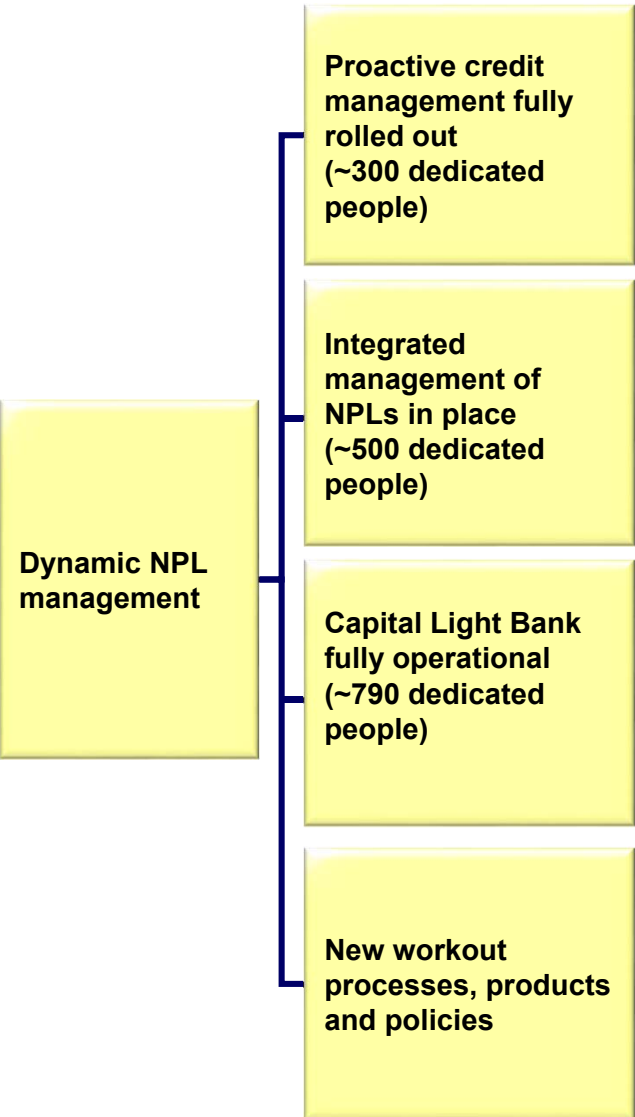 Proactive credit
management fully
rolled out
(~300 dedicated
people)
Integrated
management of
NPLs in place
(~500 dedicated
people)
Dynamic NPL
management
Capital Light Bank
fully operational
(~790 dedicated
people)
New workout
processes, products
and policies